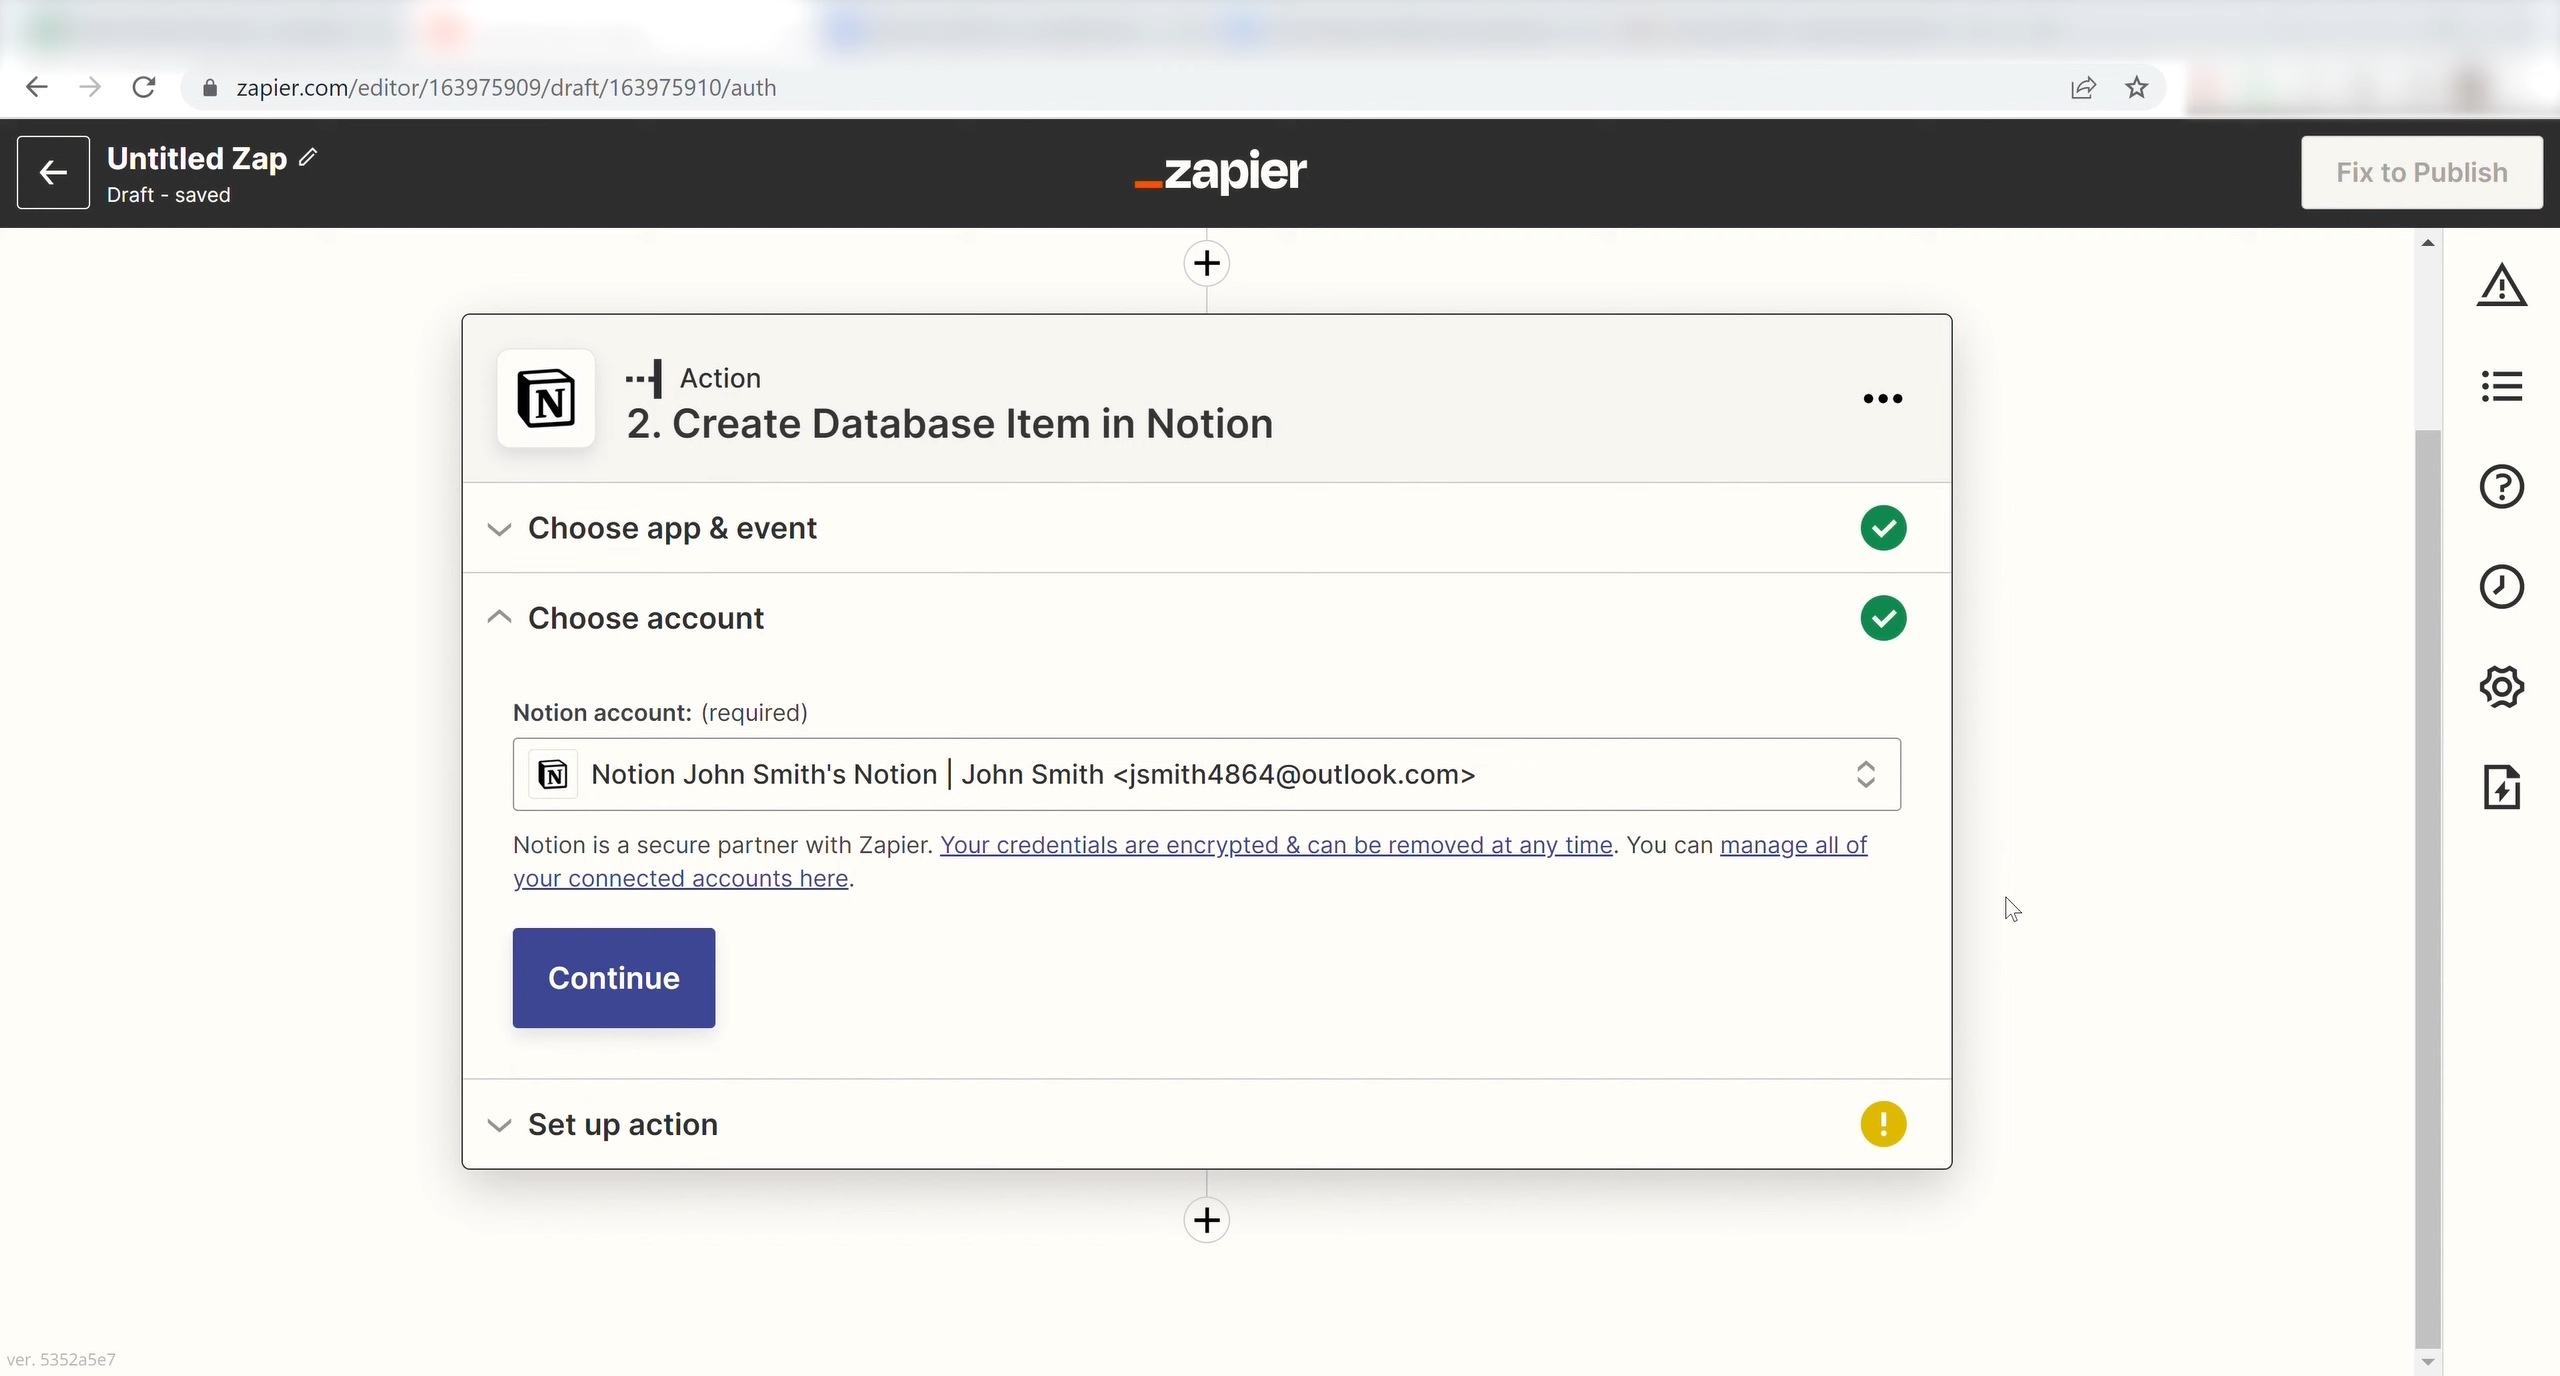 zapier.com/editor/163975909/draft/163975910/auth
Untitled Zap
Draft - saved
_zapier
Fix to Publish
Action
2. Create Database Item in Notion
Choose app & event
Choose account
Notion account: (required)
Notion John Smith's Notion | John Smith <jsmith4864@outlook.com>
Notion is a secure partner with Zapier. Your credentials are encrypted & can be removed at any time. You can manage all of
your connected accounts here.
Continue
Set up action
ver. 5352a5e7